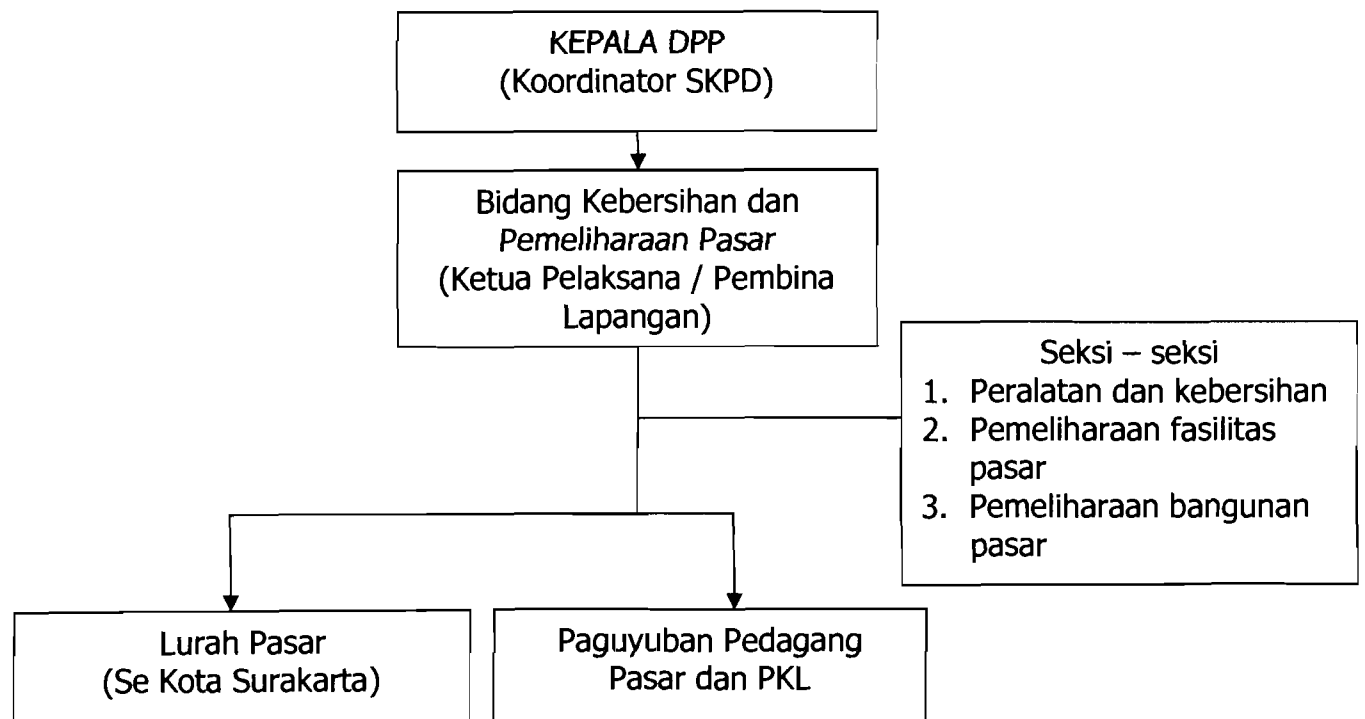 KEPALA DPP
(Koordinator SKPD)
Bidang Kebersihan dan
Pemeliharaan Pasar
(Ketua Pelaksana / Pembina
Lapangan)
Seksi – seksi
1. Peralatan dan kebersihan
2. Pemeliharaan fasilitas
pasar
3. Pemeliharaan bangunan
pasar
Lurah Pasar
(Se Kota Surakarta)
Paguyuban Pedagang
Pasar dan PKL